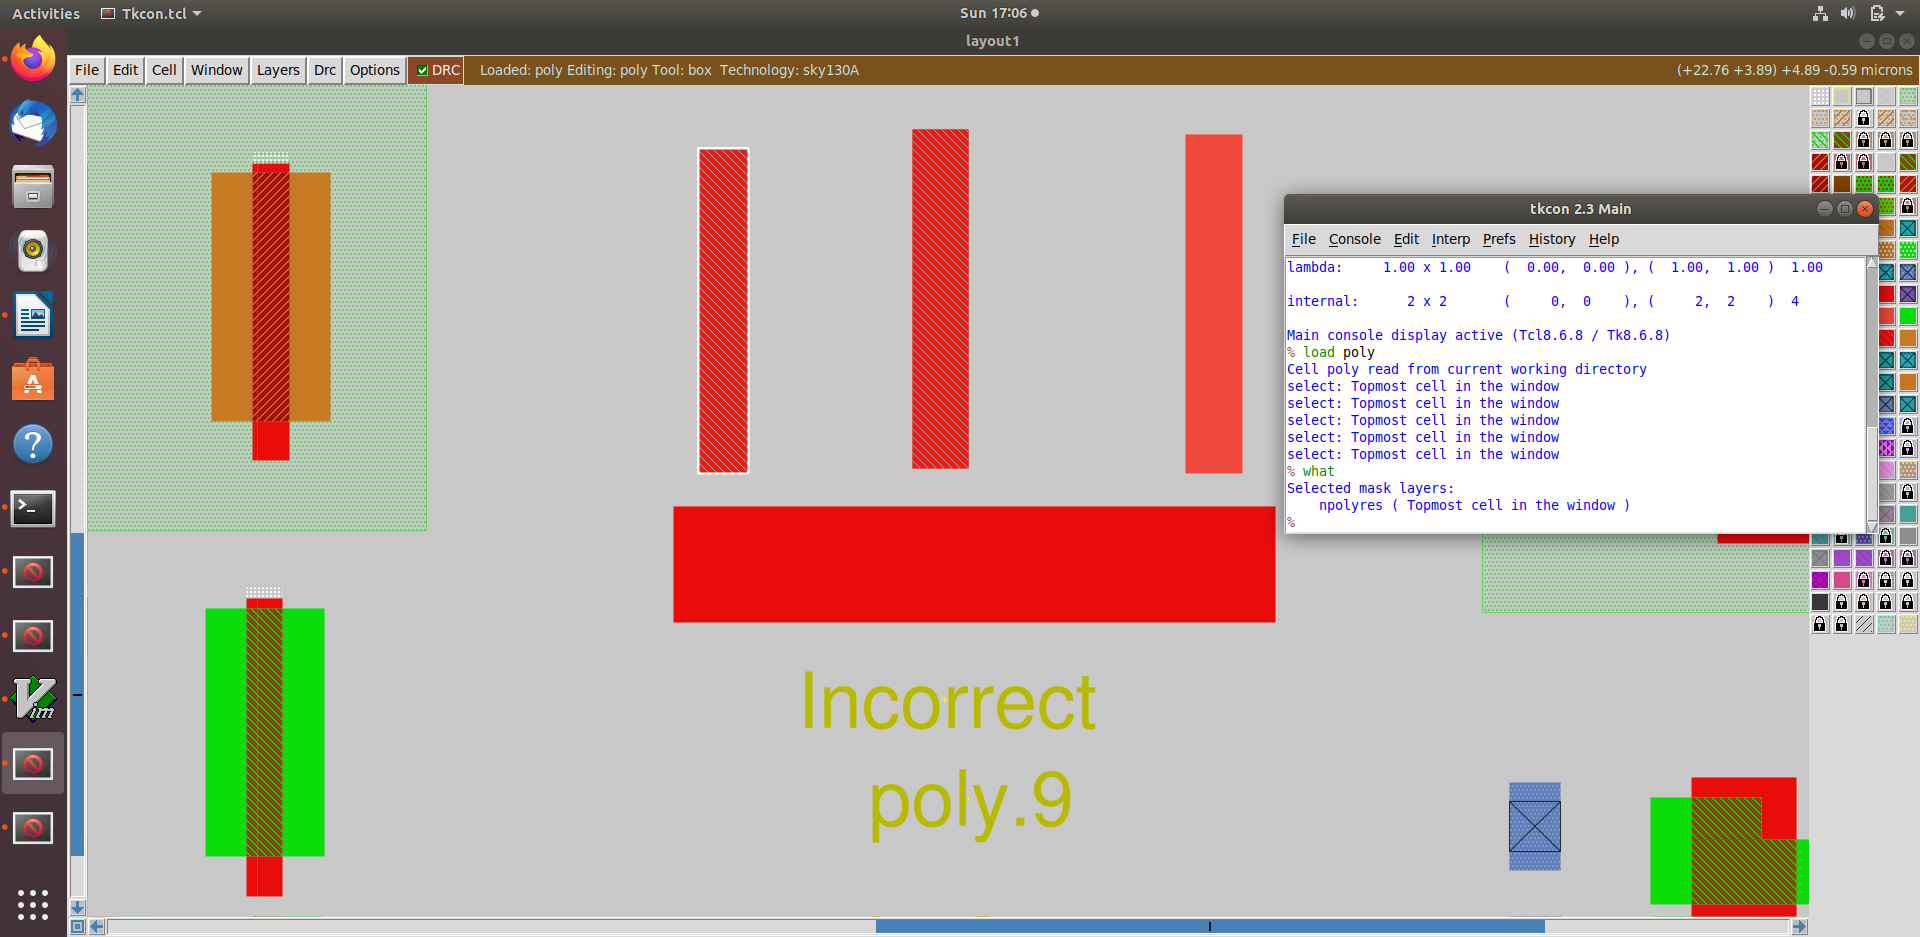 Activities Tkcon.tcl Sun 17:06
layout1
File Edit Cell Window Layers Drc Options DRC Loaded: poly Editing: poly Tool: box Technology: sky130A (+22.76 +3.89) +4.89 -0.59 microns
tkcon 2.3 Main
File Console Edit Interp Prefs History Help
lambda: 1.00 x 1.00 ( 0.00, 0.00 ), ( 1.00, 1.00 ) 1.00
internal: 2 x 2 ( 0, 0 ), ( 2, 2 ) 4
Main console display active (Tcl8.6.8 / Tk8.6.8)
% load poly
Cell poly read from current working directory
select: Topmost cell in the window
select: Topmost cell in the window
select: Topmost cell in the window
select: Topmost cell in the window
select: Topmost cell in the window
% what
Selected mask layers:
npolyres ( Topmost cell in the window )
%
Incorrect
poly.9
Vim